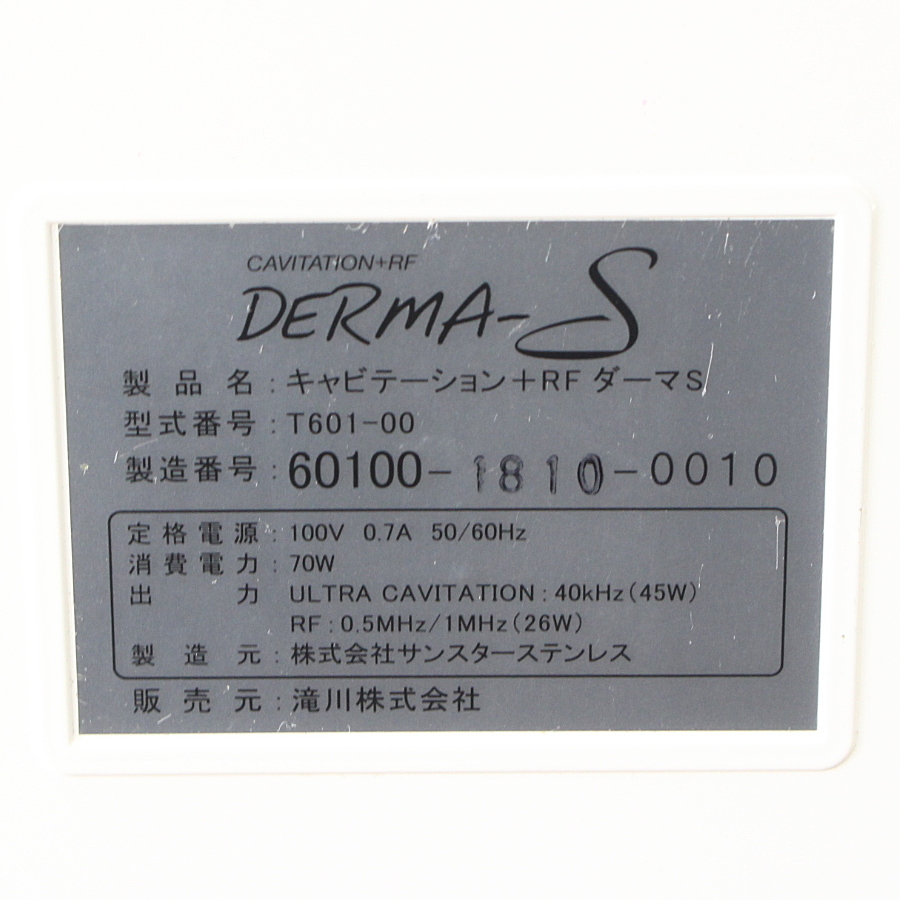 CAVITATION+RF
DERMA-S
製品名：キャビテーション＋RF ダーマS
型式番号：T601-00
製造番号：60100-1810-0010
定格電源：100V 0.7A 50/60Hz
消費電力：70W
出力 ULTRA CAVITATION：40kHz（45W）
RF：0.5MHz/1MHz（26W）
製造元：株式会社サンスターステンレス
販売元：滝川株式会社